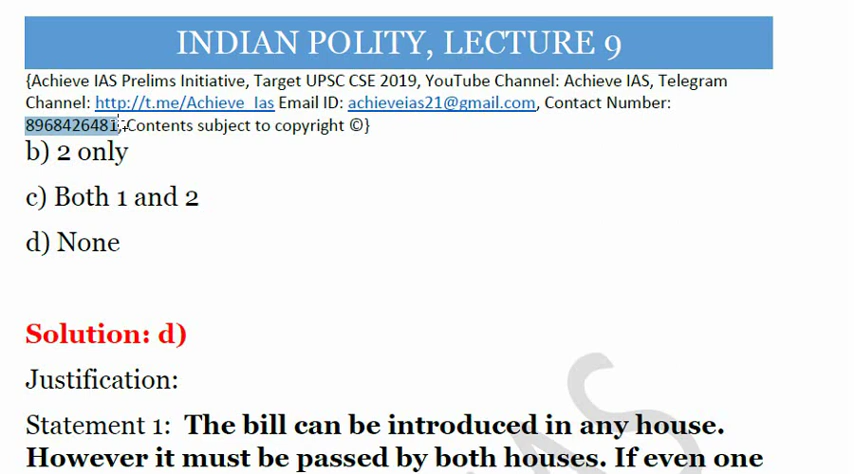 INDIAN POLITY, LECTURE 9
{Achieve IAS Prelims Initiative, Target UPSC CSE 2019, YouTube Channel: Achieve IAS, Telegram
Channel: http://t.me/Achieve_Ias Email ID: achieveias21@gmail.com, Contact Number:
8968426481, Contents subject to copyright ©}
b) 2 only
c) Both 1 and 2
d) None
Solution: d)
Justification:
Statement 1: The bill can be introduced in any house.
However it must be passed by both houses. If even one